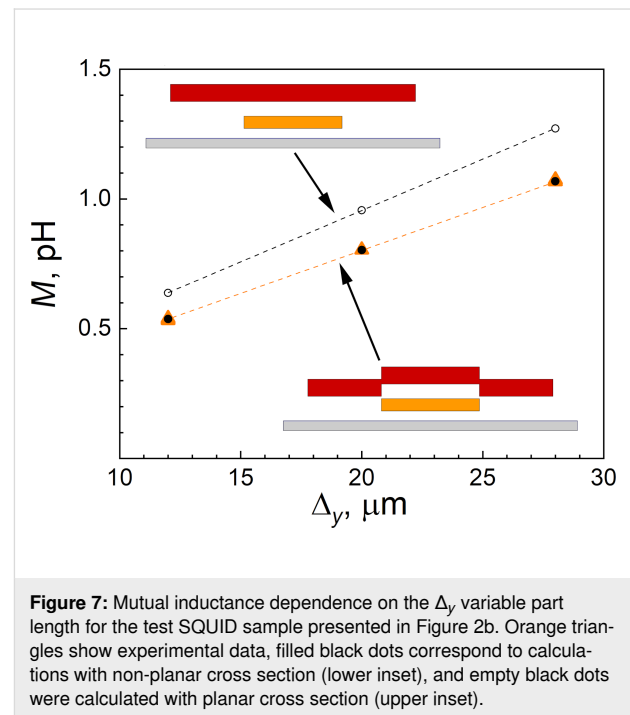 1.5
1.0
0.5
M, pH
10 15 20 25 30
Δy, μm
Figure 7: Mutual inductance dependence on the Δy variable part
length for the test SQUID sample presented in Figure 2b. Orange trian-
gles show experimental data, filled black dots correspond to calcula-
tions with non-planar cross section (lower inset), and empty black dots
were calculated with planar cross section (upper inset).